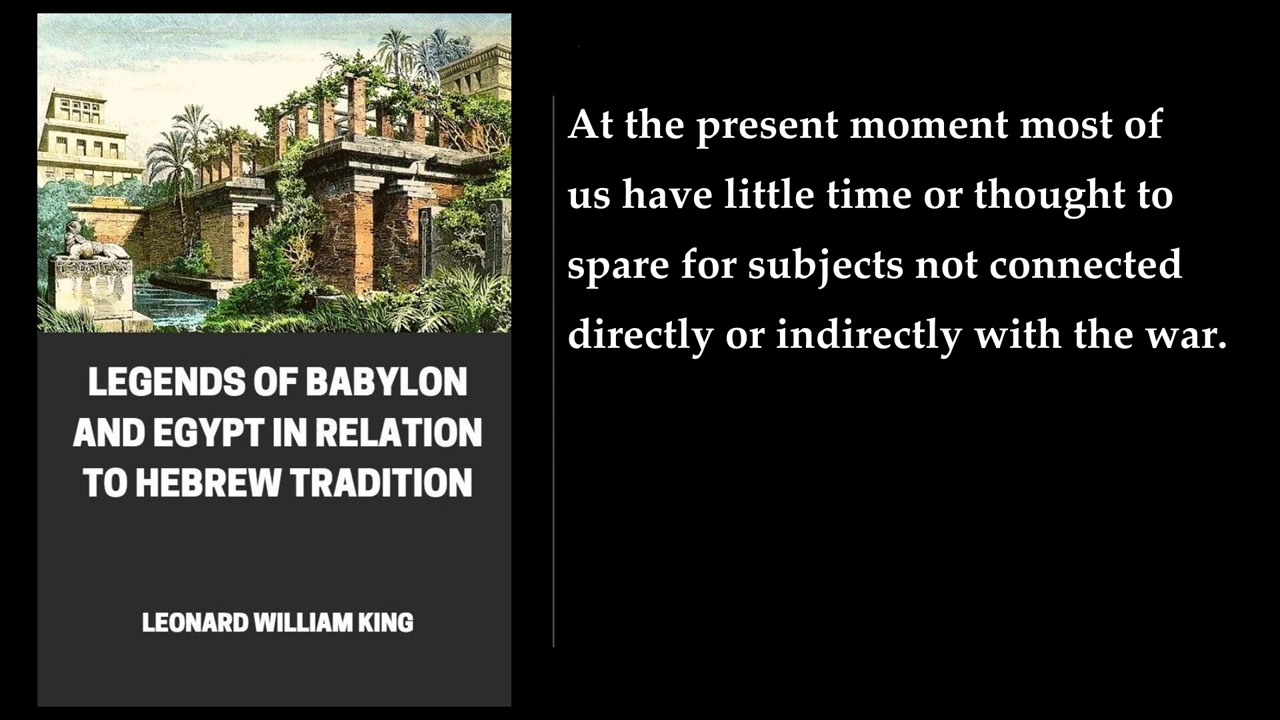 LEGENDS OF BABYLON
AND EGYPT IN RELATION
TO HEBREW TRADITION
LEONARD WILLIAM KING
At the present moment most of
us have little time or thought to
spare for subjects not connected
directly or indirectly with the war.